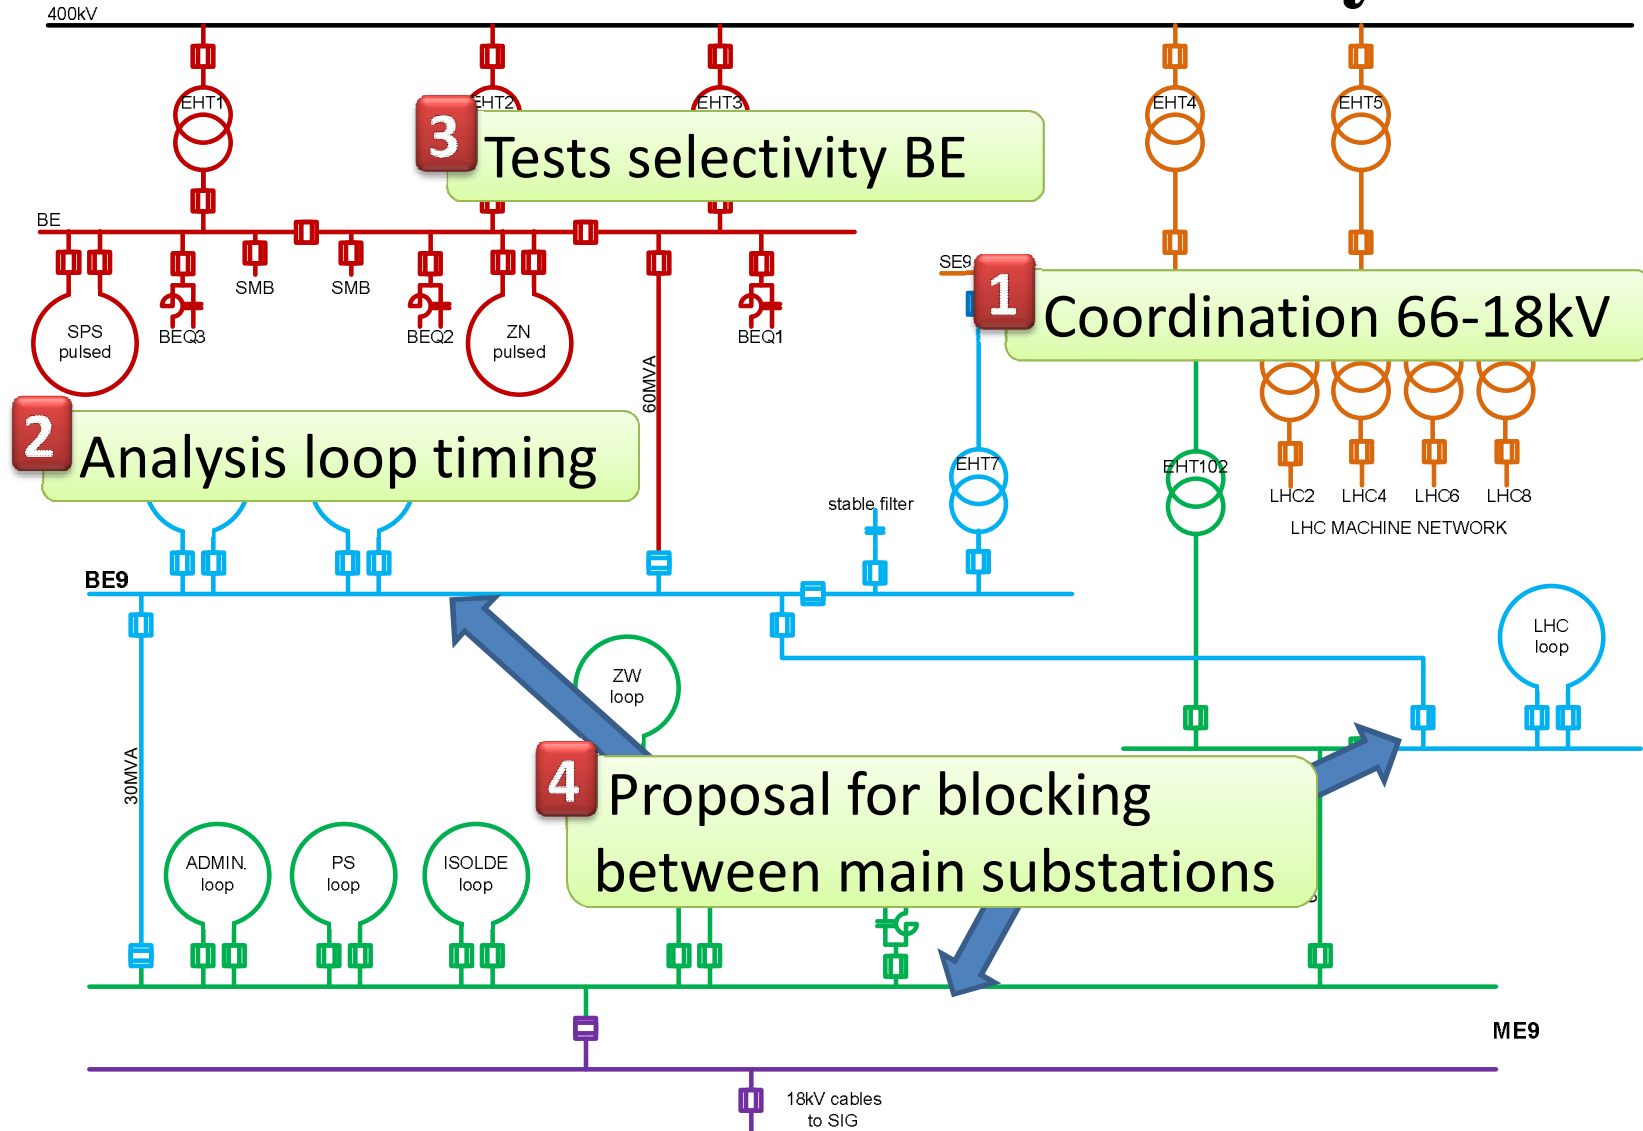 400kV
EHT1
EHT2
EHT3
EHT4
EHT5
3
Tests selectivity BE
BE
SE9
1
Coordination 66-18kV
SMB
SMB
SPS
pulsed
BEQ3
BEQ2
ZN
pulsed
BEQ1
60MVA
2
Analysis loop timing
EHT7
EHT102
LHC2
LHC4
LHC6
LHC8
LHC MACHINE NETWORK
stable filter
BE9
LHC
loop
ZW
loop
30MVA
4
Proposal for blocking
between main substations
ADMIN.
loop
PS
loop
ISOLDE
loop
ME9
18kV cables
to SIG